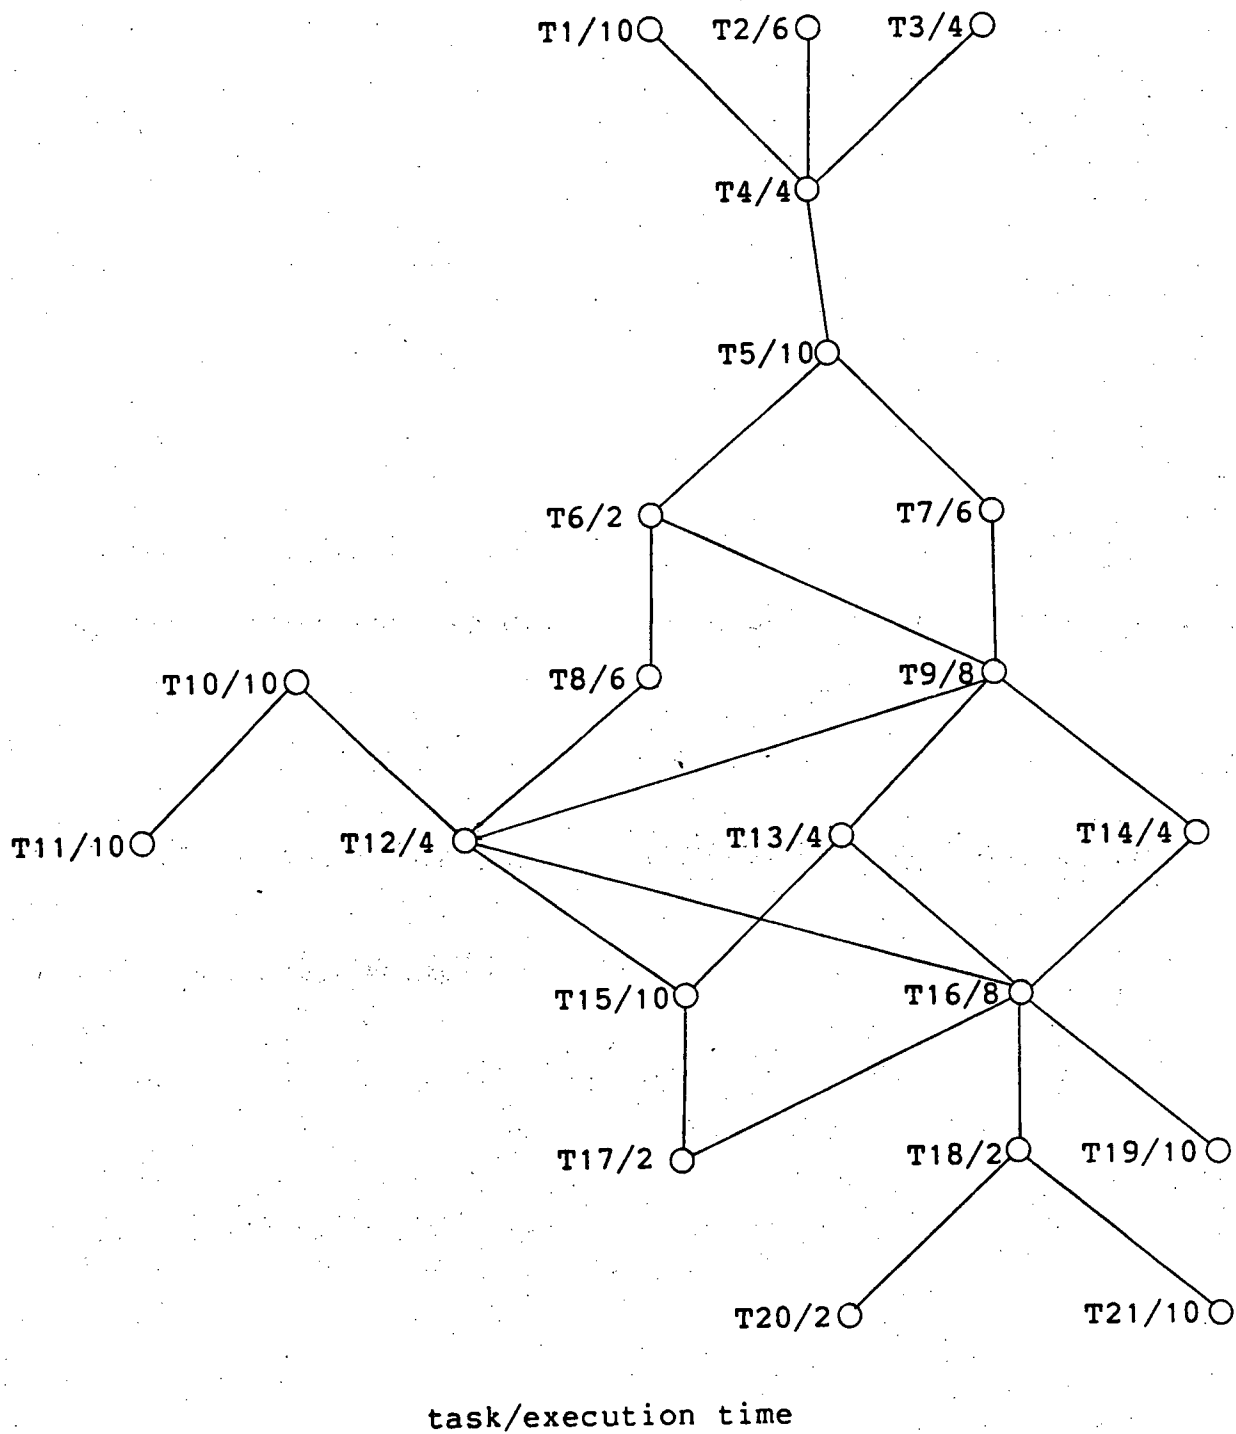 T1/10 T2/6 T3/4
T4/4
T5/10
T6/2 T7/6
T10/10 T8/6 T9/8
T11/10 T12/4 T13/4 T14/4
T15/10 T16/8
T17/2 T18/2 T19/10
T20/2 T21/10
task/execution time